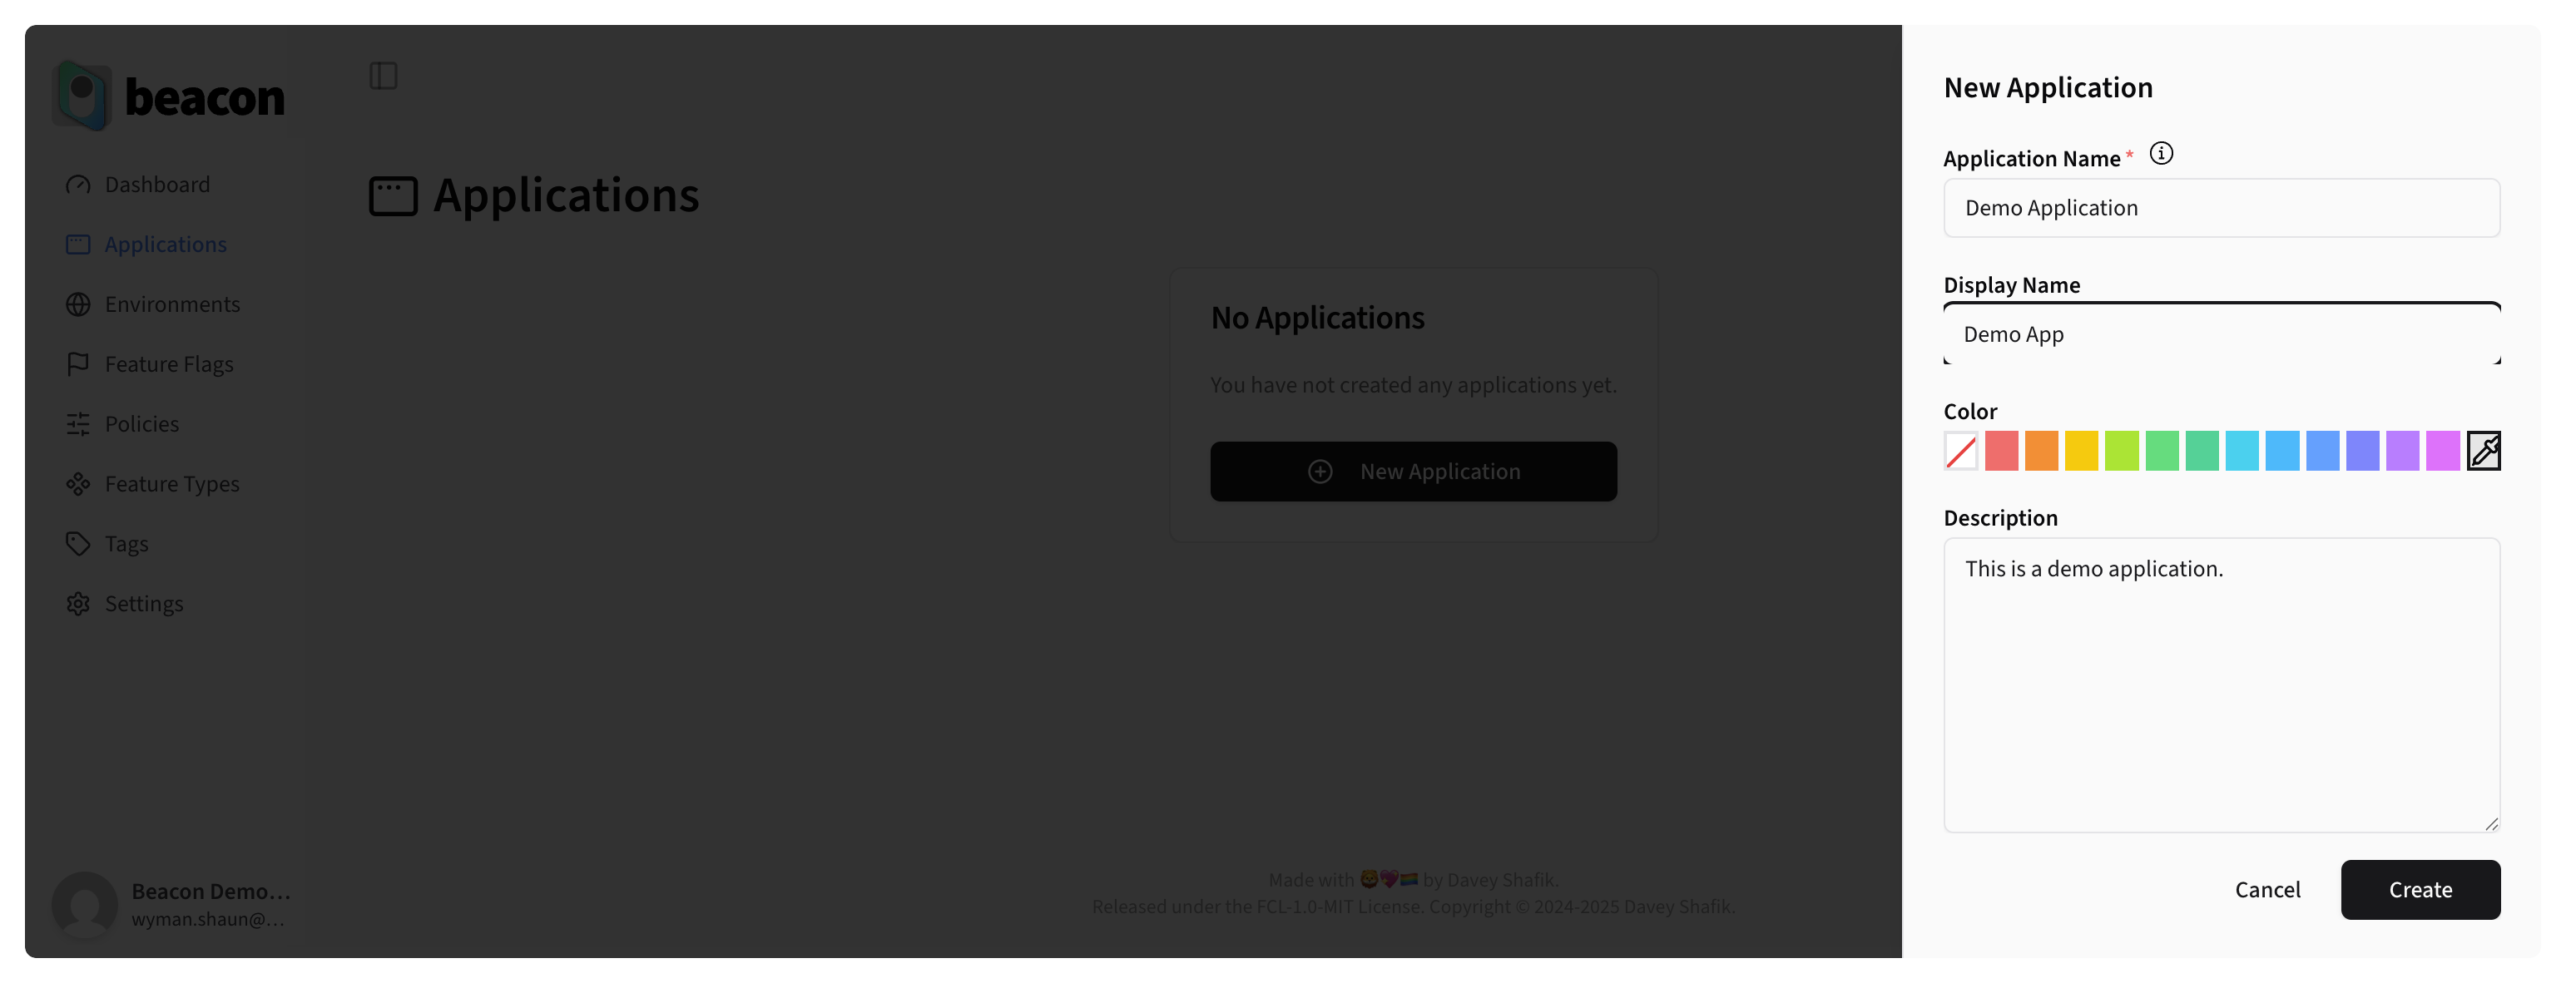 beacon
Dashboard
Applications
Environments
Feature Flags
Policies
Feature Types
Tags
Settings
Beacon Demo...
wyman.shaun@...
Applications
No Applications
You have not created any applications yet.
New Application
Made with 🦁💖🏳️‍🌈 by Davey Shafik.
Released under the FCL-1.0-MIT License. Copyright © 2024-2025 Davey Shafik.
New Application
Application Name *
Demo Application
Display Name
Demo App
Color
Description
This is a demo application.
Cancel
Create